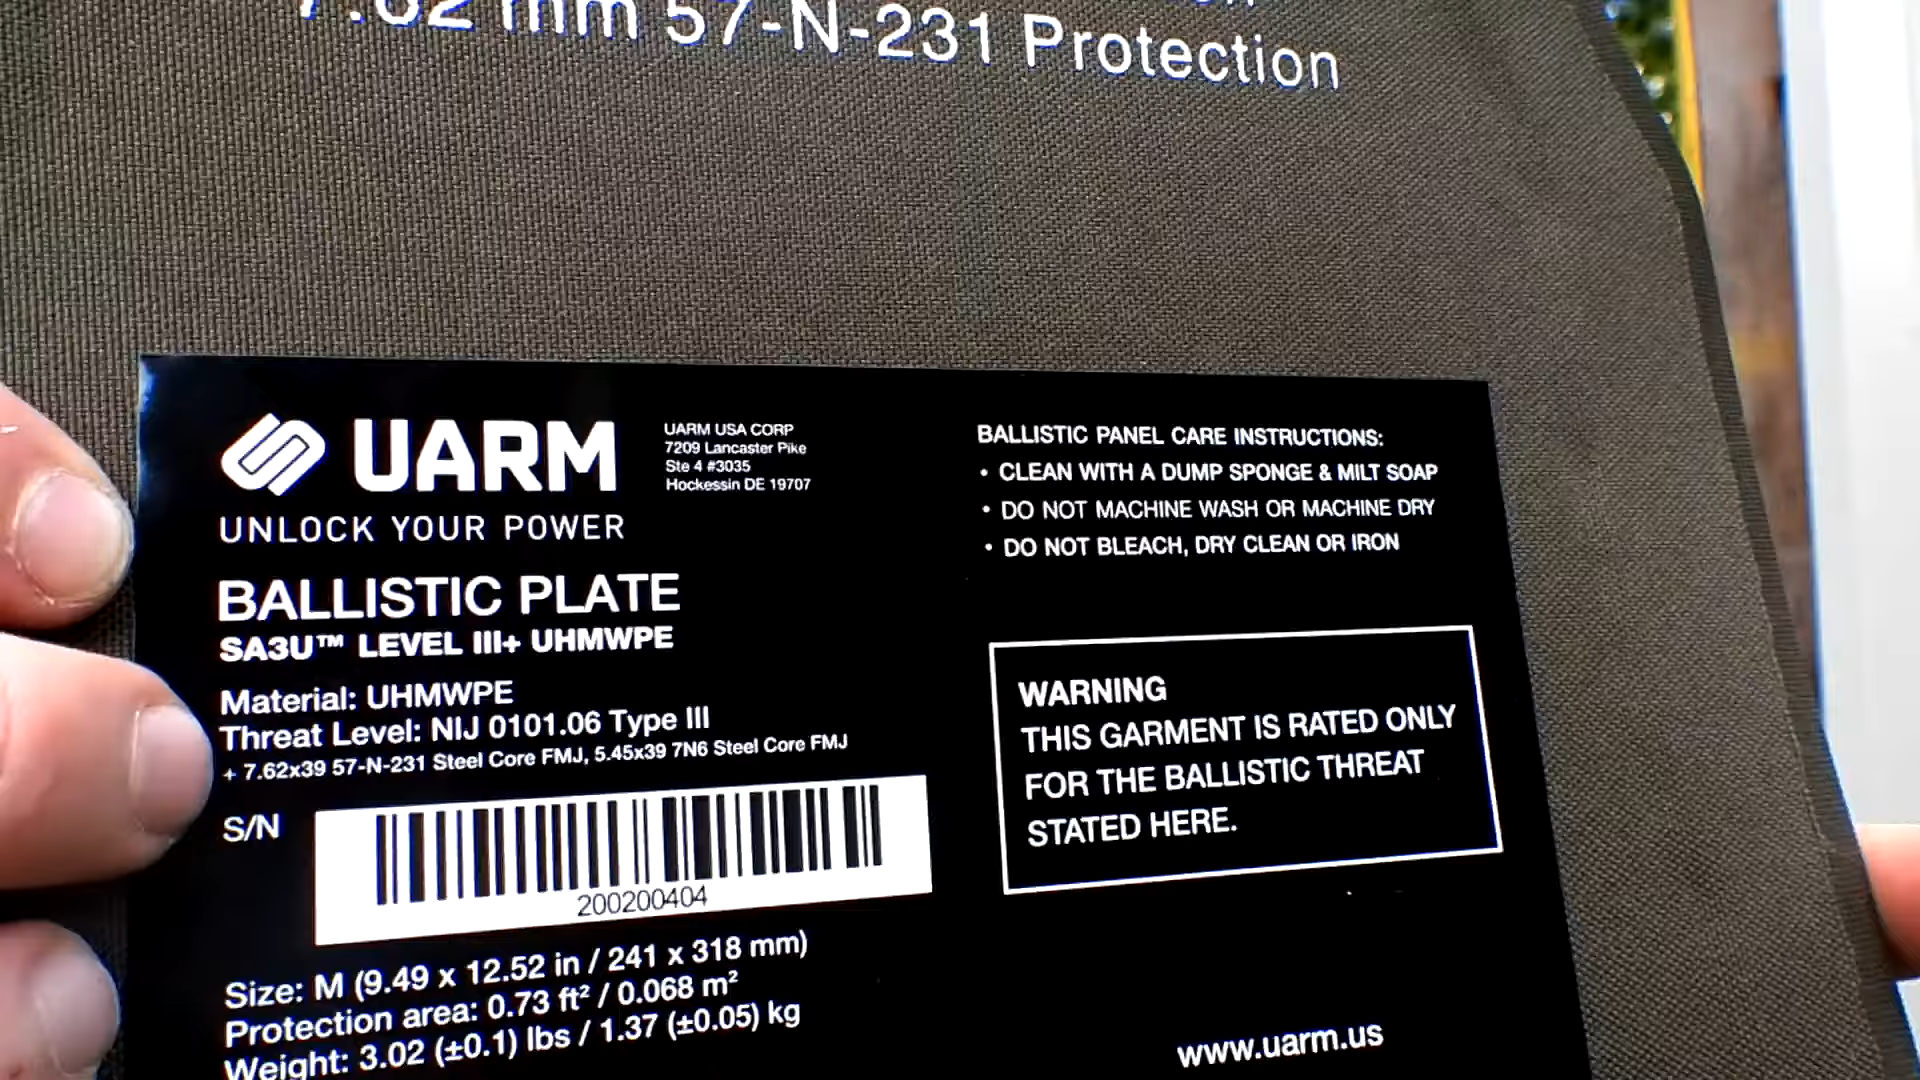 mm 57-N-231 Protection
UARM
UNLOCK YOUR POWER
UARM USA CORP
7209 Lancaster Pike
Ste 4 #3035
Hockessin DE 19707
BALLISTIC PLATE
SA3U™ LEVEL III+ UHMWPE
Material: UHMWPE
Threat Level: NIJ 0101.06 Type III
+ 7.62x39 57-N-231 Steel Core FMJ, 5.45x39 7N6 Steel Core FMJ
S/N
200200404
Size: M (9.49 x 12.52 in / 241 x 318 mm)
Protection area: 0.73 ft² / 0.068 m²
Weight: 3.02 (±0.1) lbs / 1.37 (±0.05) kg
BALLISTIC PANEL CARE INSTRUCTIONS:
• CLEAN WITH A DUMP SPONGE & MILT SOAP
• DO NOT MACHINE WASH OR MACHINE DRY
• DO NOT BLEACH, DRY CLEAN OR IRON
WARNING
THIS GARMENT IS RATED ONLY
FOR THE BALLISTIC THREAT
STATED HERE.
www.uarm.us